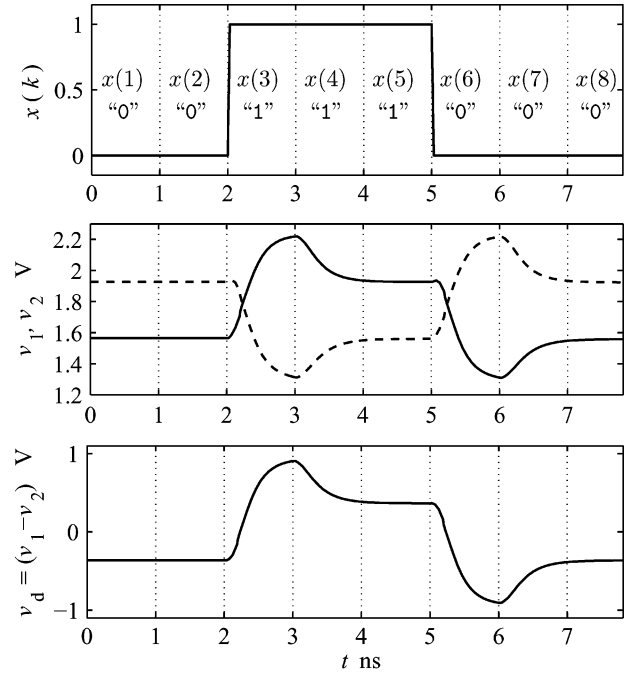 1
x(1) x(2) x(3) x(4) x(5) x(6) x(7) x(8)
0.5
“0” “0” “1” “1” “1” “0” “0” “0”
0
x(k)
0 1 2 3 4 5 6 7
2.2
2
1.8
1.6
1.4
1.2
v₁, v₂ V
0 1 2 3 4 5 6 7
1
0
−1
v_d = (v₁−v₂) V
0 1 2 3 4 5 6 7
t ns